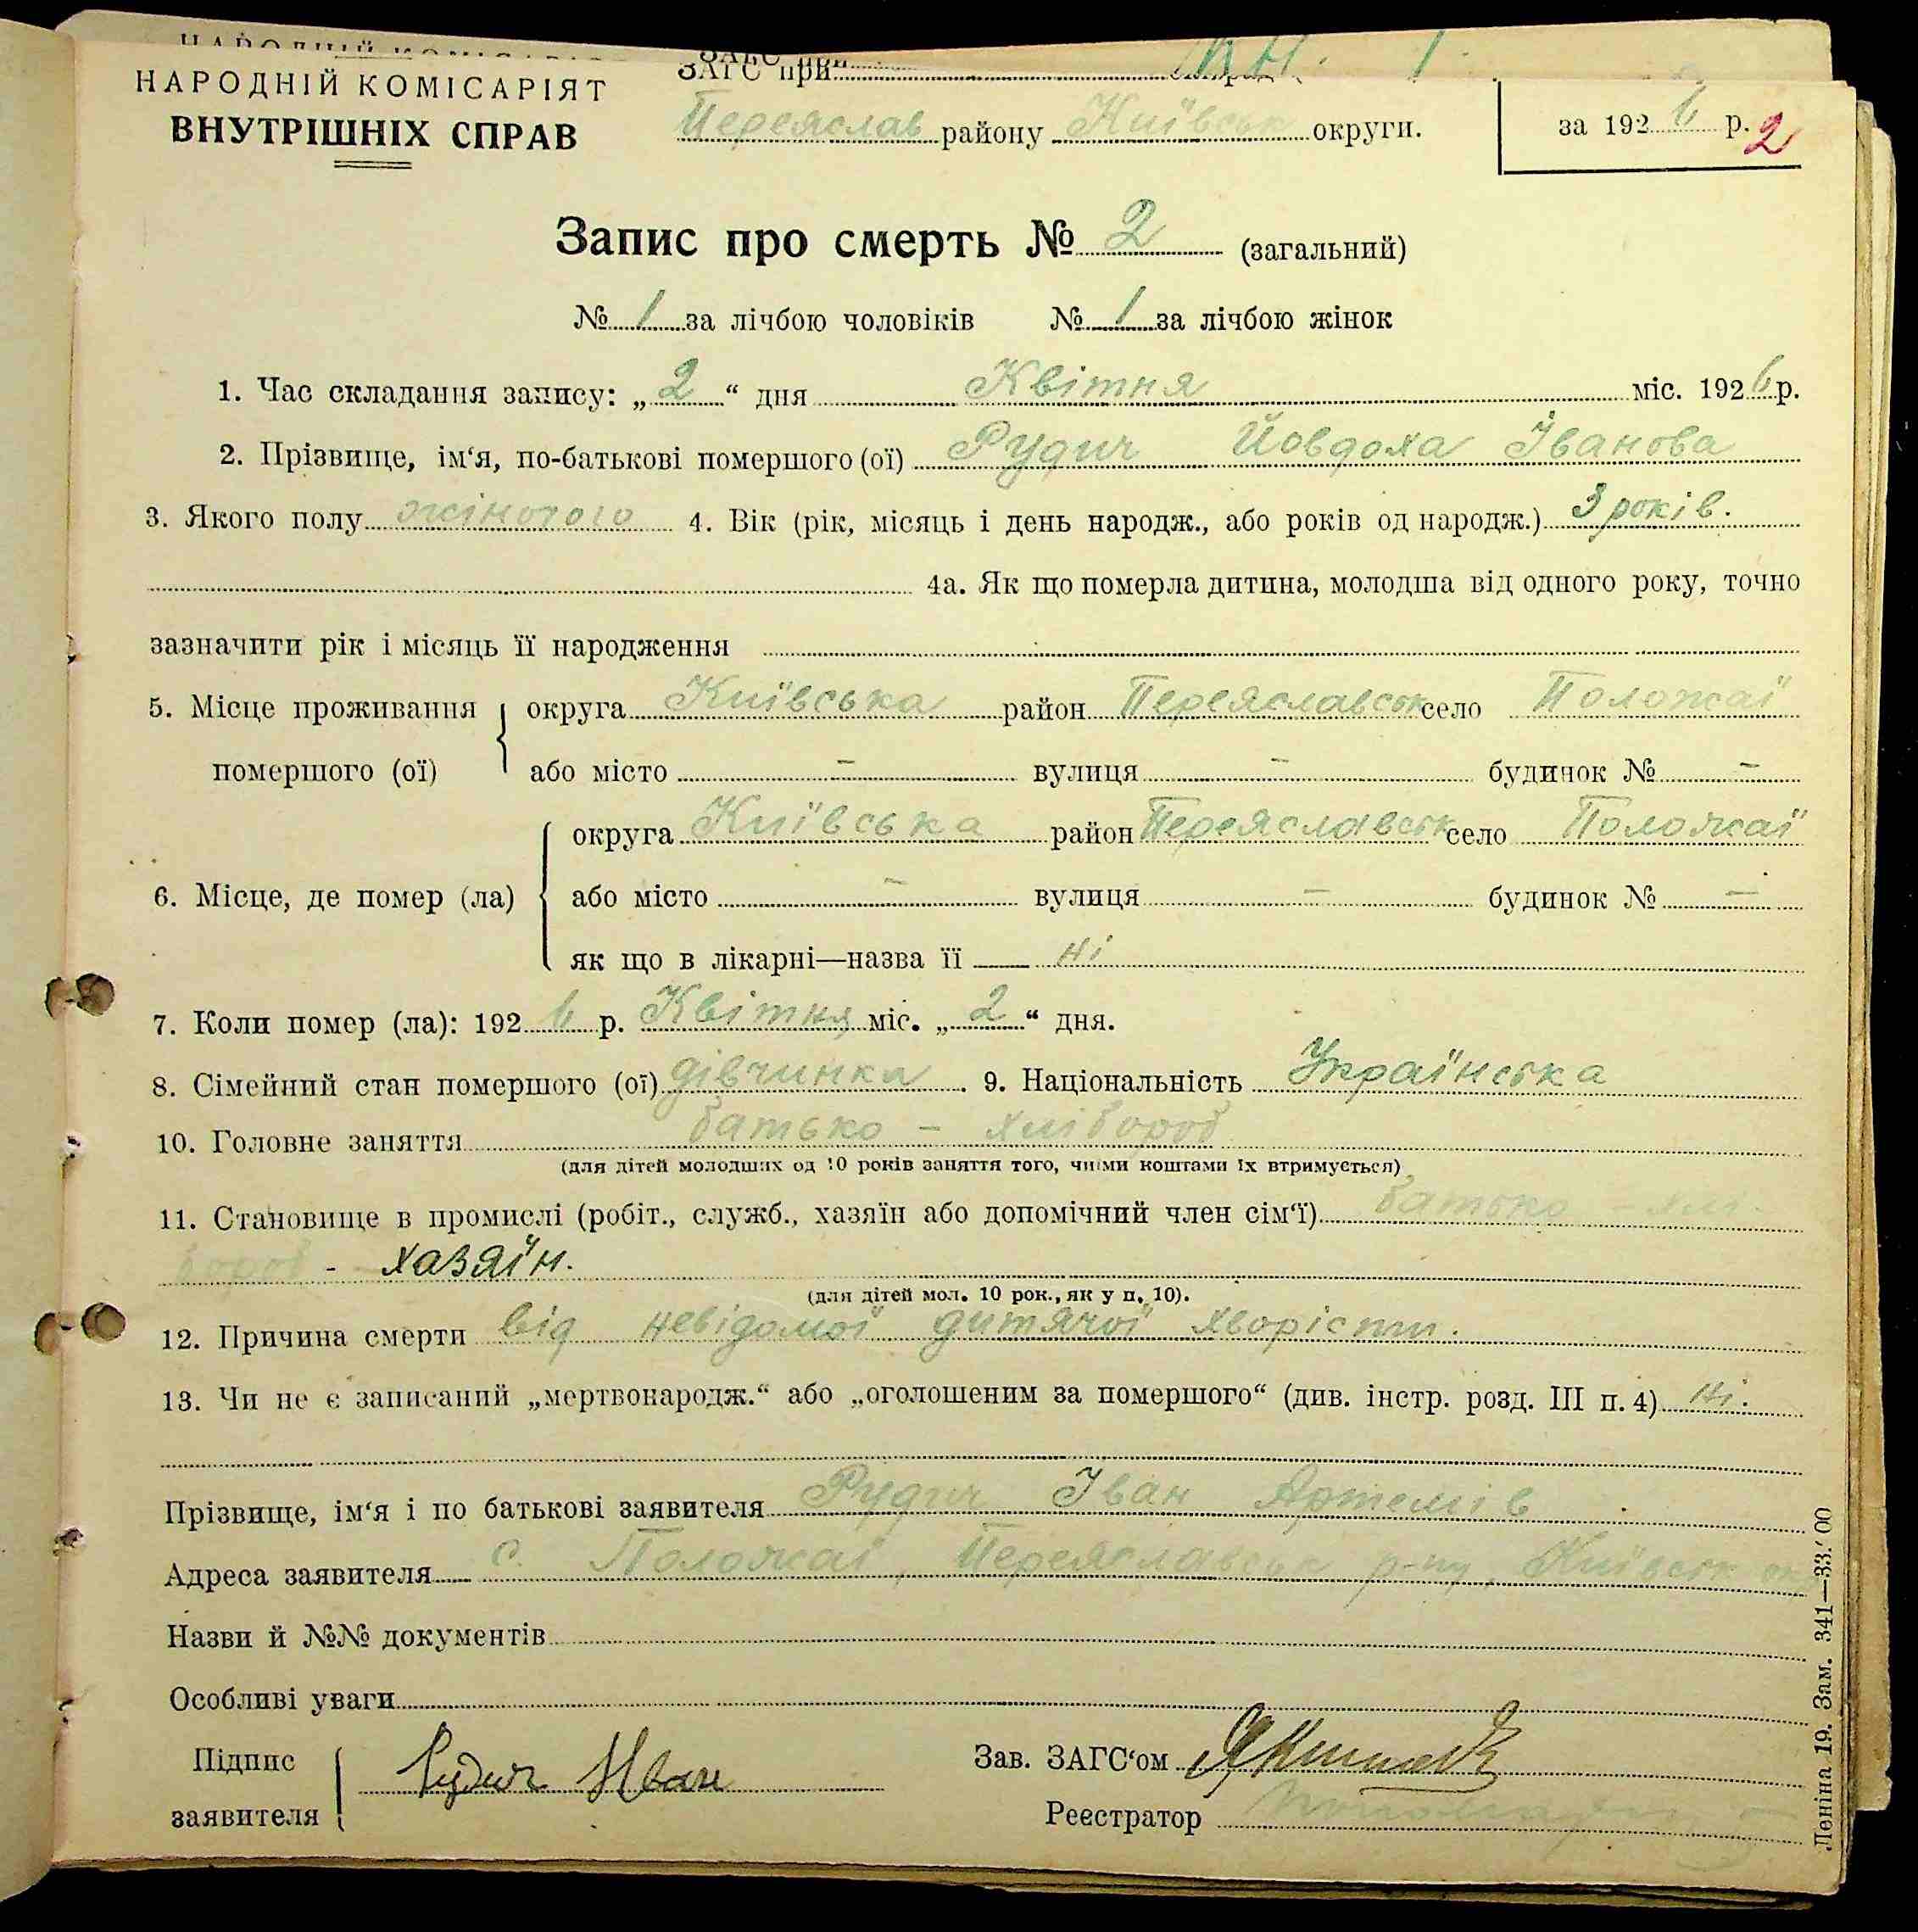 ЗАГС при
НАРОДНІЙ КОМІСАРІЯТ
ВНУТРІШНІХ СПРАВ
Переяслав району Київськ округи.
за 1926 р. 2
Запис про смерть № 2 (загальний)
№ 1 за лічбою чоловіків № 1 за лічбою жінок
1. Час складання запису: „ 2 “ дня Квітня міс. 1926 р.
2. Прізвище, ім‘я, по-батькові помершого (ої) Рудич Йовдоха Іванова
3. Якого полу жіночого 4. Вік (рік, місяць і день народж., або років од народж.) 3 років.
4а. Як що померла дитина, молодша від одного року, точно
зазначити рік і місяць її народження
5. Місце проживання помершого (ої) округа Київська район Переяславськ село Положаї
або місто – вулиця – будинок № –
6. Місце, де помер (ла) округа Київська район Переяславськ село Положаї
або місто – вулиця – будинок № –
як що в лікарні—назва її ні
7. Коли помер (ла): 1926 р. Квітня міс. „ 2 “ дня.
8. Сімейний стан помершого (ої) дівчинка . 9. Національність Українська
10. Головне заняття батько – хлібороб
(для дітей молодших од 10 років заняття того, чиїми коштами їх втримується)
11. Становище в промислі (робіт., служб., хазяїн або допомічний член сім‘ї) батько – хлі-
бороб - хазяїн.
(для дітей мол. 10 рок., як у п. 10).
12. Причина смерти від невідомої дитячої хворісти.
13. Чи не є записаний „мертвонародж.“ або „оголошеним за помершого“ (див. інстр. розд. III п. 4) ні.
Прізвище, ім‘я і по батькові заявителя Рудич Іван Артемів
Адреса заявителя с. Положаї, Переяславськ р-ну, Київськ ок
Назви й №№ документів
Особливі уваги
Підпис заявителя Рудич Иван
Зав. ЗАГС‘ом
Реєстратор
Леніна 19. Зам. 341—33.'00